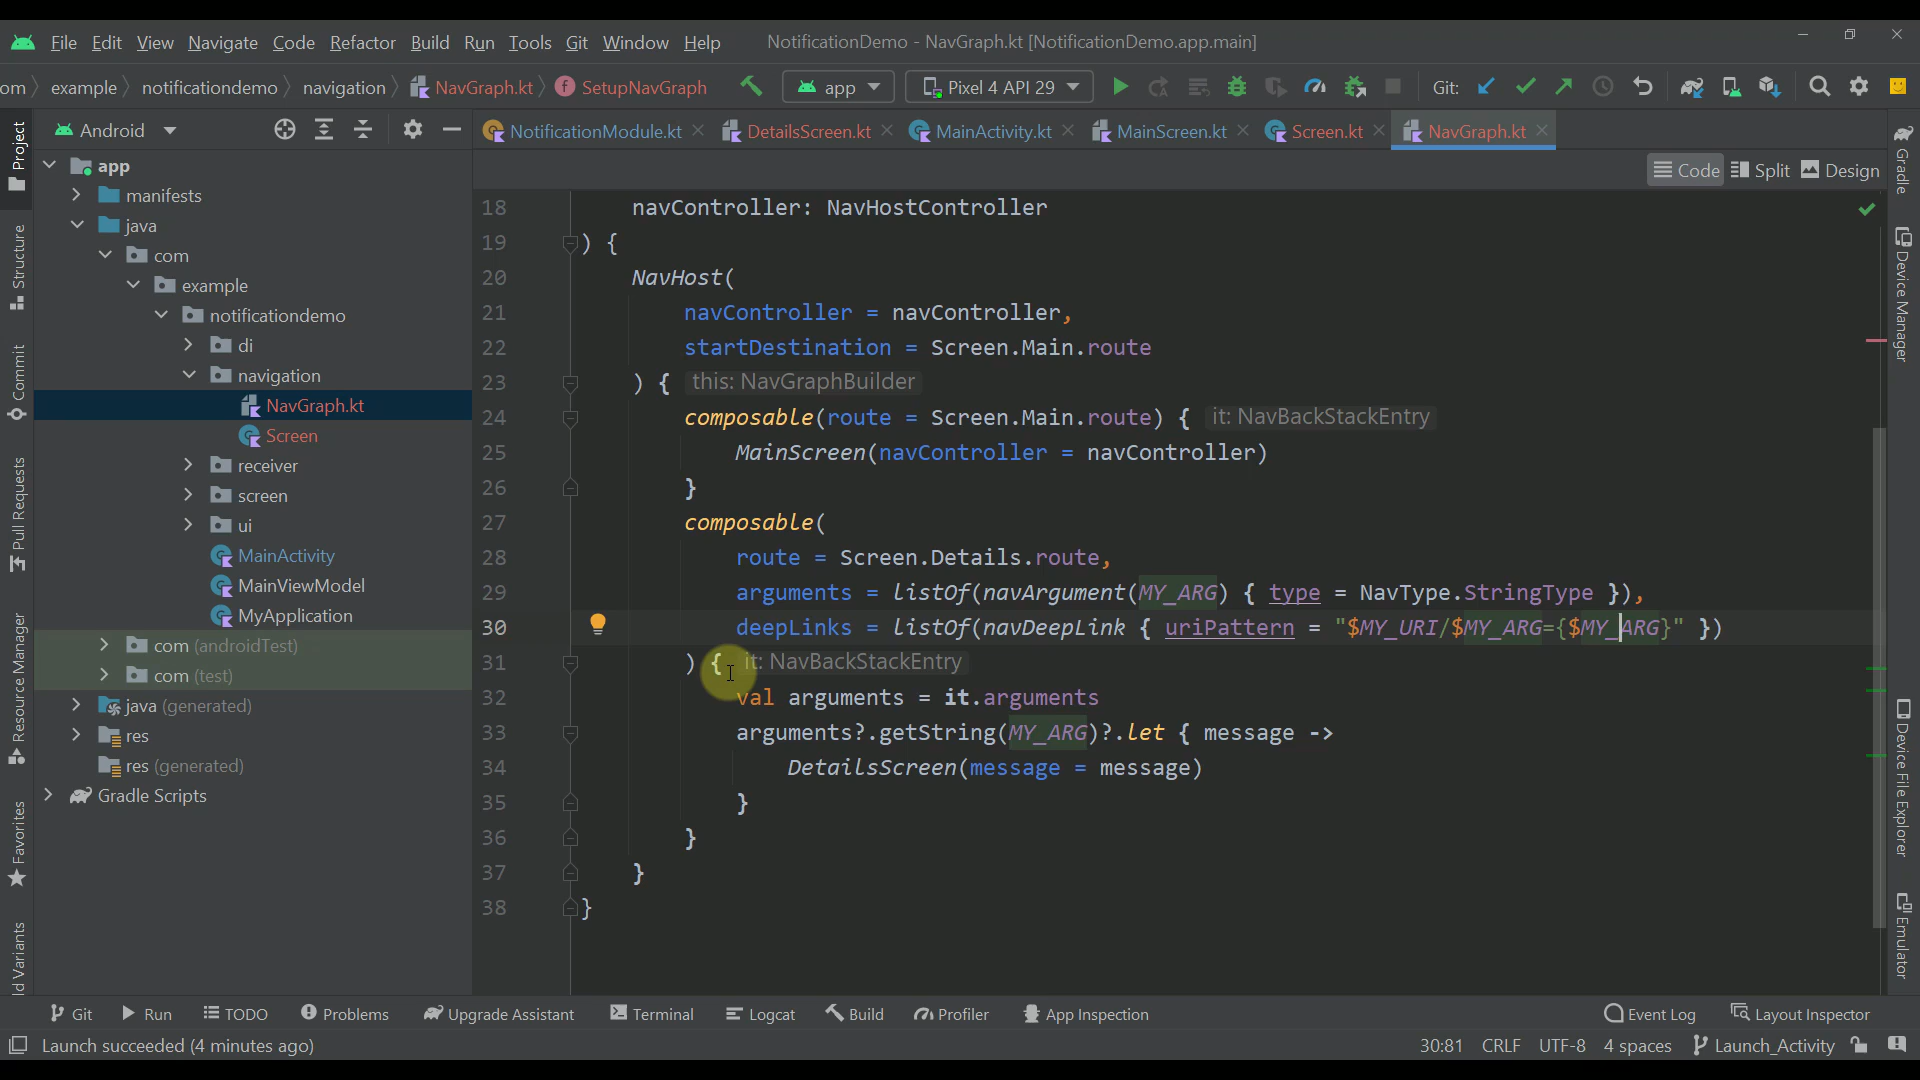 File Edit View Navigate Code Refactor Build Run Tools Git Window Help NotificationDemo - NavGraph.kt [NotificationDemo.app.main]
om example notificationdemo navigation NavGraph.kt SetupNavGraph app Pixel 4 API 29 Git:
Project
Structure
Commit
Pull Requests
Resource Manager
Favorites
ld Variants
Android
app
manifests
java
com
example
notificationdemo
di
navigation
NavGraph.kt
Screen
receiver
screen
ui
MainActivity
MainViewModel
MyApplication
com (androidTest)
com (test)
java (generated)
res
res (generated)
Gradle Scripts
NotificationModule.kt DetailsScreen.kt MainActivity.kt MainScreen.kt Screen.kt NavGraph.kt
Code Split Design
18 navController: NavHostController
19 ) {
20 NavHost(
21 navController = navController,
22 startDestination = Screen.Main.route
23 ) { this: NavGraphBuilder
24 composable(route = Screen.Main.route) { it: NavBackStackEntry
25 MainScreen(navController = navController)
26 }
27 composable(
28 route = Screen.Details.route,
29 arguments = listOf(navArgument(MY_ARG) { type = NavType.StringType }),
30 deepLinks = listOf(navDeepLink { uriPattern = "$MY_URI/$MY_ARG={$MY_ARG}" })
31 ) { it: NavBackStackEntry
32 val arguments = it.arguments
33 arguments?.getString(MY_ARG)?.let { message ->
34 DetailsScreen(message = message)
35 }
36 }
37 }
38 }
Gradle
Device Manager
Device File Explorer
Emulator
Git Run TODO Problems Upgrade Assistant Terminal Logcat Build Profiler App Inspection Event Log Layout Inspector
Launch succeeded (4 minutes ago) 30:81 CRLF UTF-8 4 spaces Launch_Activity